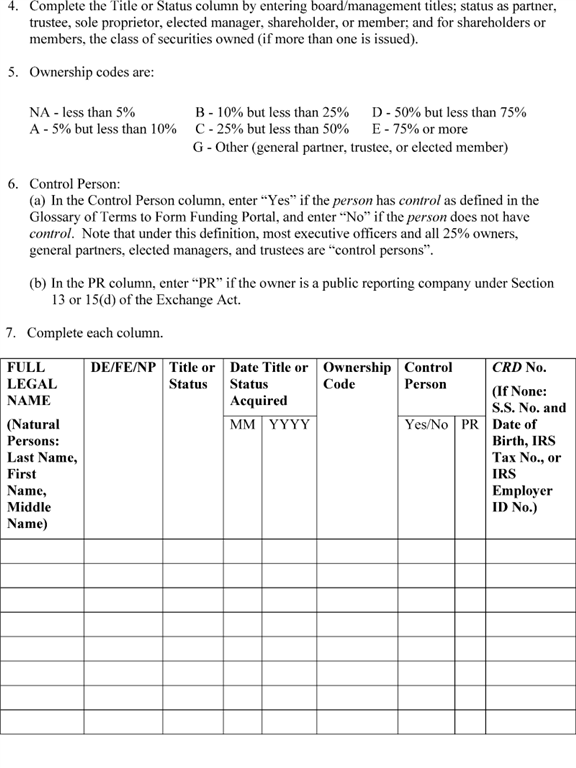 4. Complete the Title or Status column by entering board/management titles; status as partner,
trustee, sole proprietor, elected manager, shareholder, or member; and for shareholders or
members, the class of securities owned (if more than one is issued).
5. Ownership codes are:
NA - less than 5% B - 10% but less than 25% D - 50% but less than 75%
A - 5% but less than 10% C - 25% but less than 50% E - 75% or more
G - Other (general partner, trustee, or elected member)
6. Control Person:
(a) In the Control Person column, enter “Yes” if the person has control as defined in the
Glossary of Terms to Form Funding Portal, and enter “No” if the person does not have
control. Note that under this definition, most executive officers and all 25% owners,
general partners, elected managers, and trustees are “control persons”.
(b) In the PR column, enter “PR” if the owner is a public reporting company under Section
13 or 15(d) of the Exchange Act.
7. Complete each column.
FULL DE/FE/NP Title or Date Title or Ownership Control CRD No.
LEGAL Status Status Code Person (If None:
NAME Acquired S.S. No. and
(Natural MM YYYY Yes/No PR Date of
Persons: Birth, IRS
Last Name, Tax No., or
First IRS
Name, Employer
Middle ID No.)
Name)